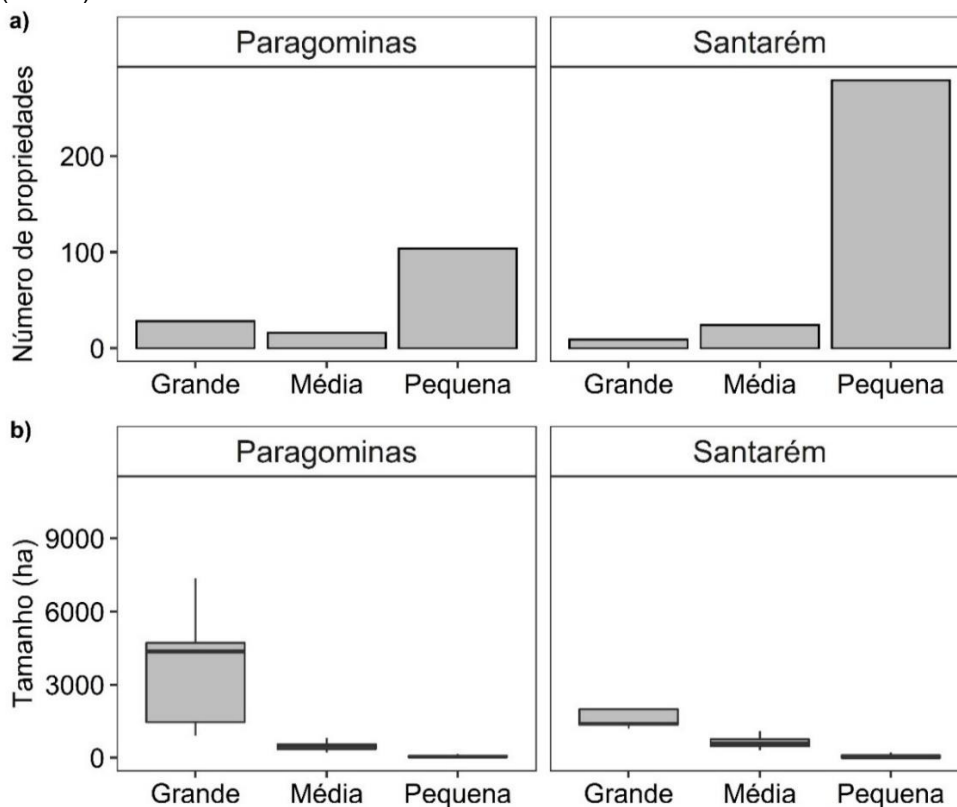 a)
Paragominas Santarém
Número de propriedades
200
100
0
Grande Média Pequena Grande Média Pequena
b)
Paragominas Santarém
Tamanho (ha)
9000
6000
3000
0
Grande Média Pequena Grande Média Pequena